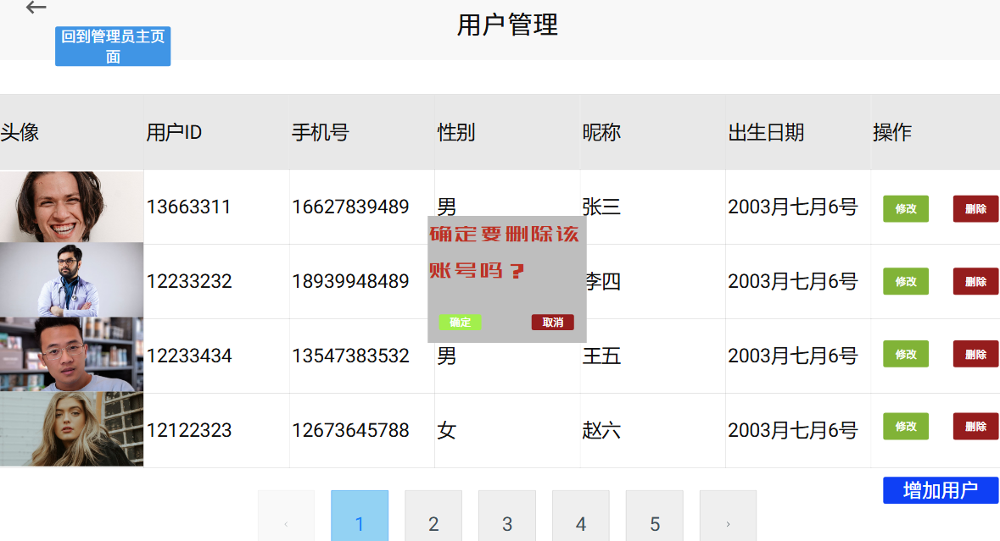 用户管理
回到管理员主页
面
头像 用户ID 手机号 性别 昵称 出生日期 操作
13663311 16627839489 男 张三 2003月七月6号 修改 删除
确定要删除该
账号吗？
确定 取消
12233232 18939948489 李四 2003月七月6号 修改 删除
12233434 13547383532 男 王五 2003月七月6号 修改 删除
12122323 12673645788 女 赵六 2003月七月6号 修改 删除
增加用户
‹ 1 2 3 4 5 ›